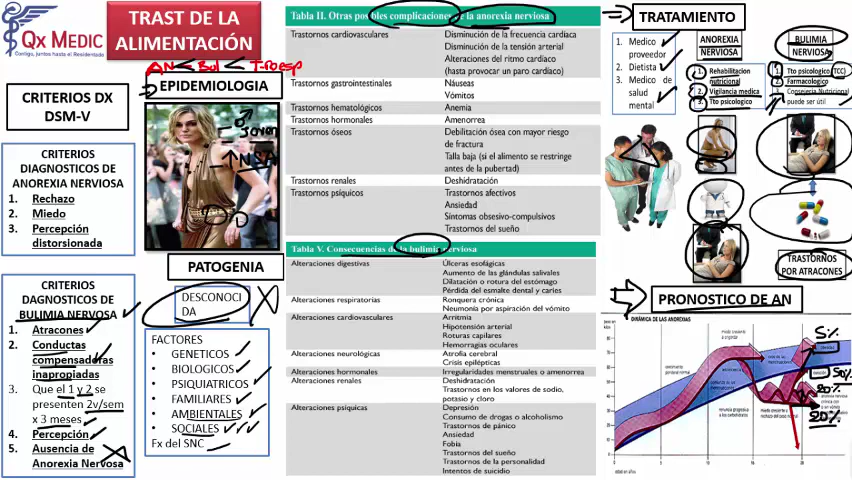 Qx MEDIC
Contigo, juntos hasta el Residentado
TRAST DE LA
ALIMENTACIÓN
CRITERIOS DX
DSM-V
CRITERIOS
DIAGNOSTICOS DE
ANOREXIA NERVIOSA
1. Rechazo
2. Miedo
3. Percepción
distorsionada
CRITERIOS
DIAGNOSTICOS DE
BULIMIA NERVIOSA
1. Atracones
2. Conductas
compensadoras
inapropiadas
3. Que el 1 y 2 se
presenten 2v/sem
x 3 meses
4. Percepción
5. Ausencia de
Anorexia Nervosa
AN < Bul < Trast
EPIDEMIOLOGIA
Joven
NSA
PATOGENIA
DESCONOCI
DA
FACTORES
• GENETICOS
• BIOLOGICOS
• PSIQUIATRICOS
• FAMILIARES
• AMBIENTALES
• SOCIALES
Fx del SNC
Tabla II. Otras posibles complicaciones de la anorexia nerviosa
Trastornos cardiovasculares Disminución de la frecuencia cardíaca
Disminución de la tensión arterial
Alteraciones del ritmo cardíaco
(hasta provocar un paro cardíaco)
Trastornos gastrointestinales Náuseas
Vómitos
Trastornos hematológicos Anemia
Trastornos hormonales Amenorrea
Trastornos óseos Debilitación ósea con mayor riesgo
de fractura
Talla baja (si el alimento se restringe
antes de la pubertad)
Trastornos renales Deshidratación
Trastornos psíquicos Trastornos afectivos
Ansiedad
Síntomas obsesivo-compulsivos
Trastornos del sueño
Tabla V. Consecuencias de la bulimia nerviosa
Alteraciones digestivas Úlceras esofágicas
Aumento de las glándulas salivales
Dilatación o rotura del estómago
Pérdida del esmalte dental y caries
Alteraciones respiratorias Ronquera crónica
Neumonía por aspiración del vómito
Alteraciones cardiovasculares Arritmia
Hipotensión arterial
Roturas capilares
Hemorragias oculares
Alteraciones neurológicas Atrofia cerebral
Crisis epilépticas
Alteraciones hormonales Irregularidades menstruales o amenorrea
Alteraciones renales Deshidratación
Trastornos en los valores de sodio,
potasio y cloro
Alteraciones psíquicas Depresión
Consumo de drogas o alcoholismo
Trastornos de pánico
Ansiedad
Fobia
Trastornos del sueño
Trastornos de la personalidad
Intentos de suicidio
TRATAMIENTO
1. Medico
proveedor
2. Dietista
3. Medico de
salud
mental
ANOREXIA
NERVIOSA
1. Rehabilitacion
nutricional
2. Vigilancia medica
3. Tto psicologico
BULIMIA
NERVIOSA
1. Tto psicologico (TCC)
2. Farmacologico
3. Consejeria Nutricional
puede ser útil
TRASTORNOS
POR ATRACONES
PRONOSTICO DE AN
DINÁMICA DE LAS ANOREXIAS
5%
50%
20%
20%